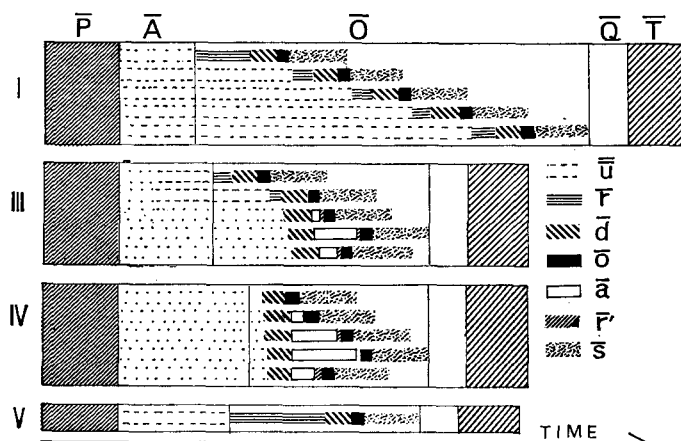 P̅ A̅ O̅ Q̅ T̅
I
III
IV
V
u̿
r̅
d̅
o̅
a̅
r̅'
s̅
TIME